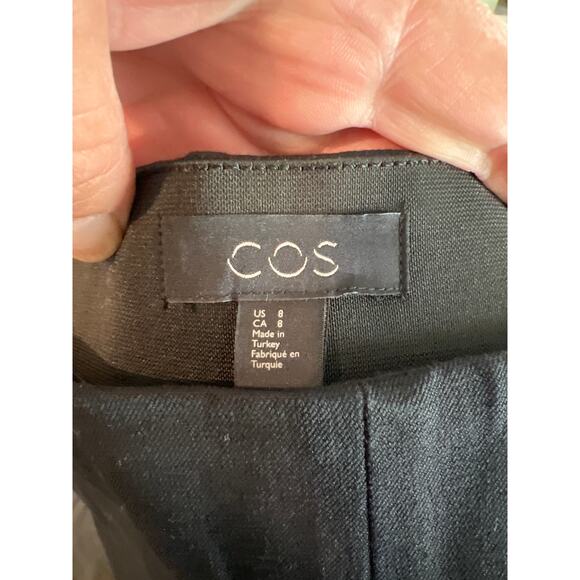 COS
US 8
CA 8
Made in
Turkey
Fabriqué en
Turquie